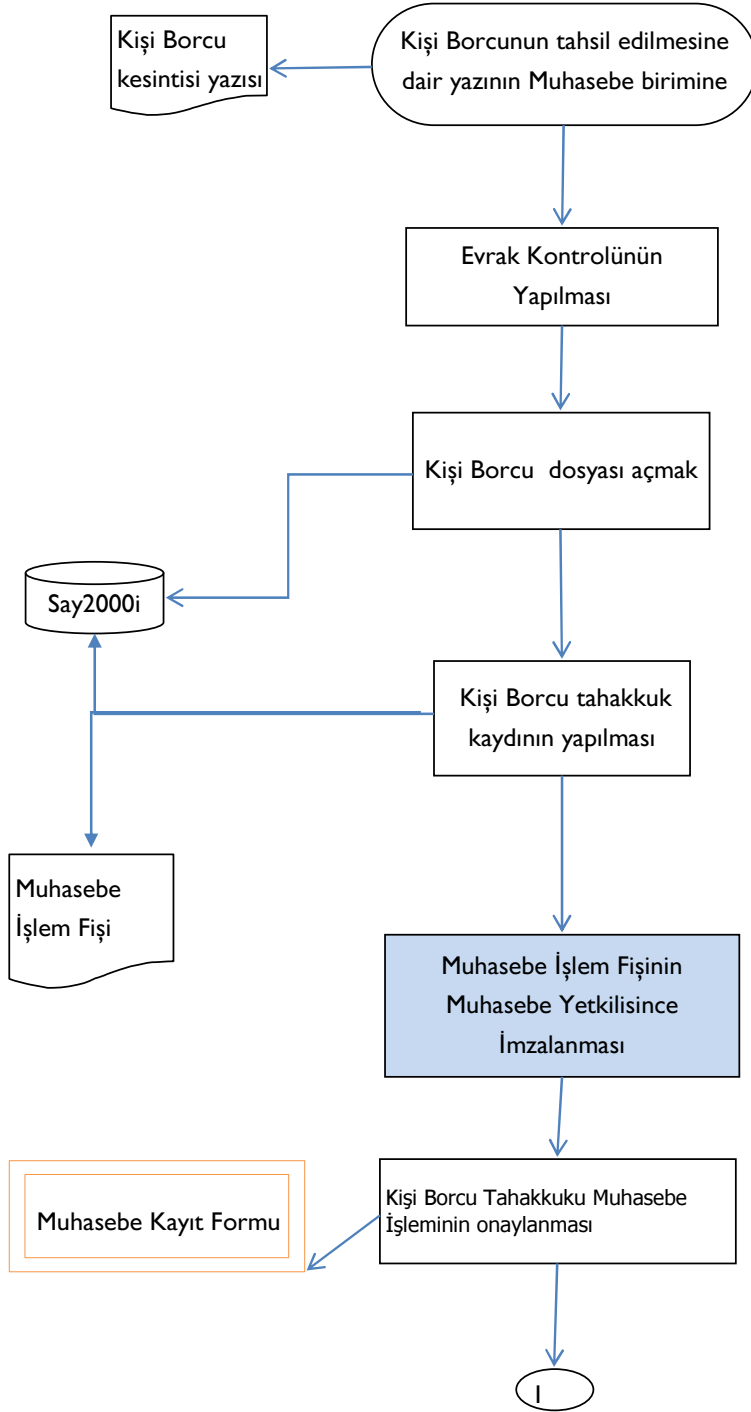 Kişi Borcu
kesintisi yazısı
Kişi Borcunun tahsil edilmesine
dair yazının Muhasebe birimine
Evrak Kontrolünün
Yapılması
Kişi Borcu dosyası açmak
Say2000i
Kişi Borcu tahakkuk
kaydının yapılması
Muhasebe
İşlem Fişi
Muhasebe İşlem Fişinin
Muhasebe Yetkilisince
İmzalanması
Muhasebe Kayıt Formu
Kişi Borcu Tahakkuku Muhasebe
İşleminin onaylanması
I